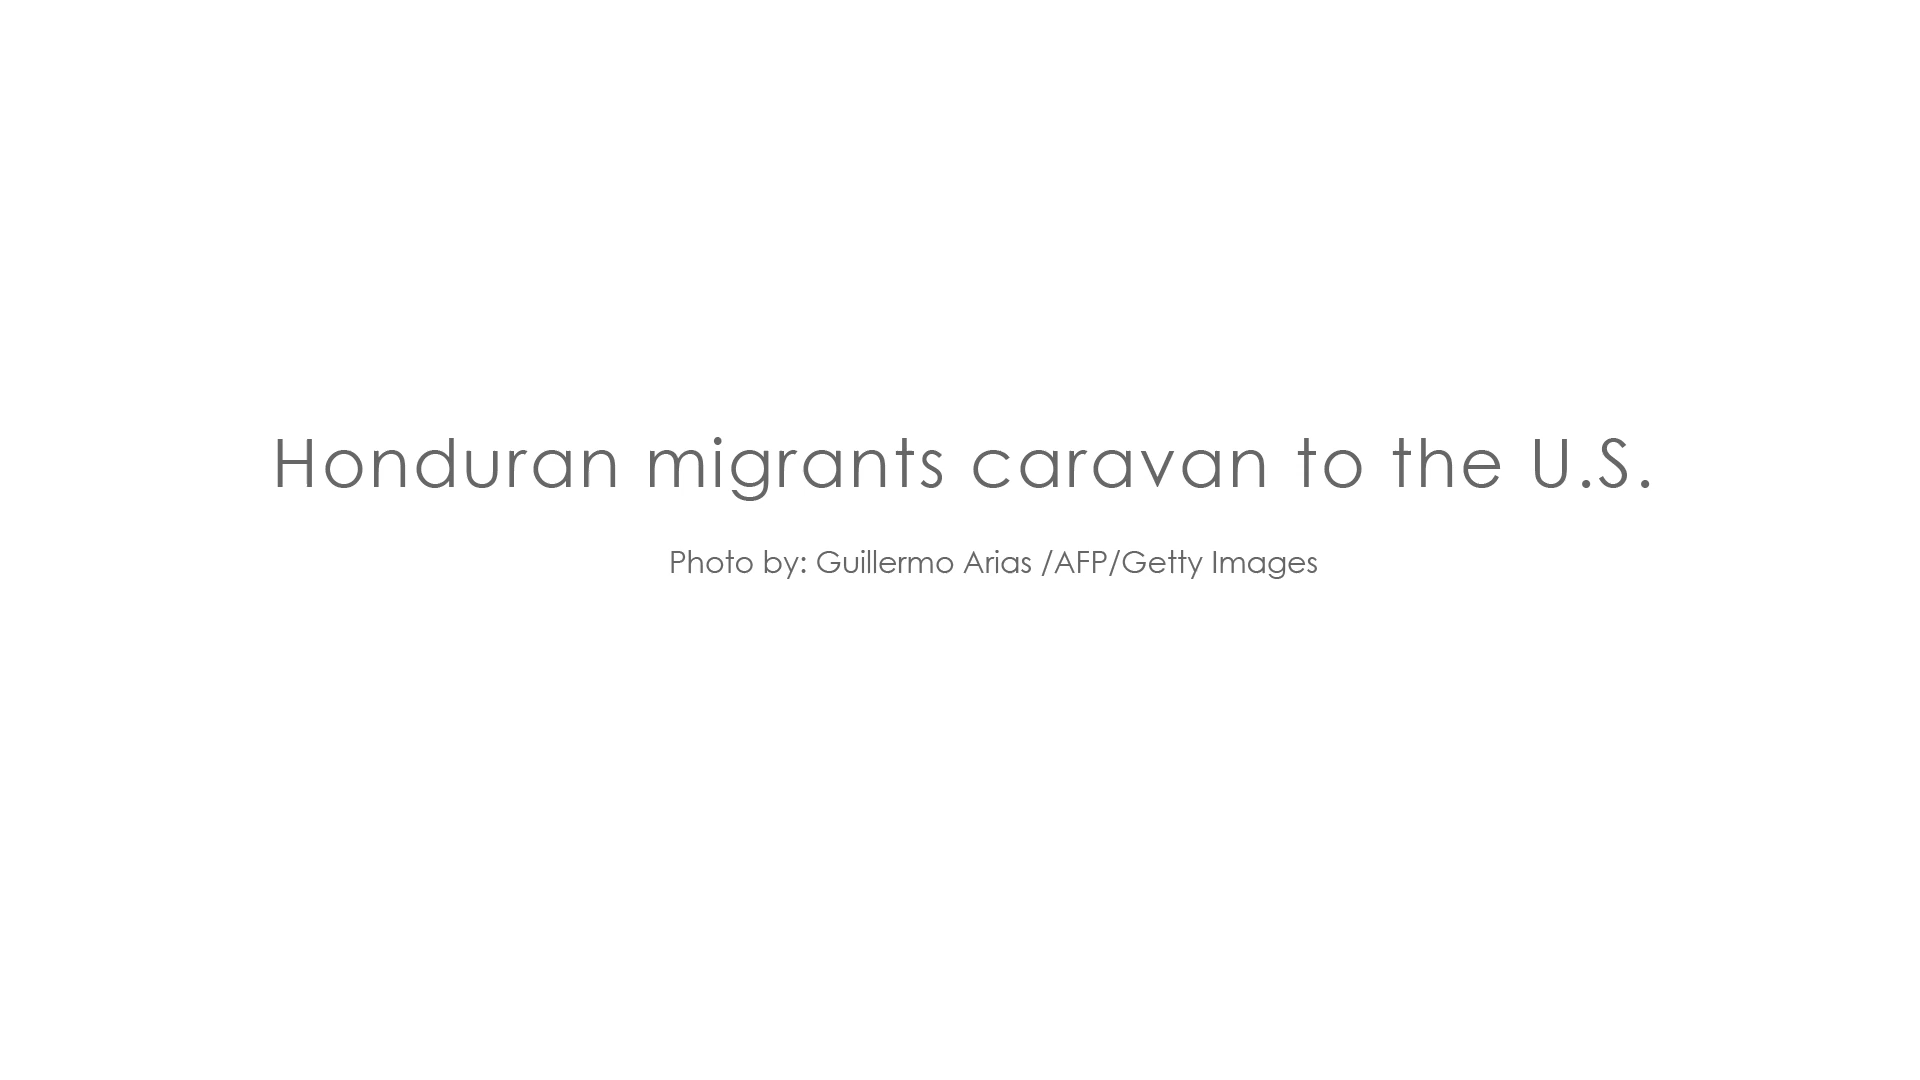 Honduran migrants caravan to the U.S.
Photo by: Guillermo Arias /AFP/Getty Images